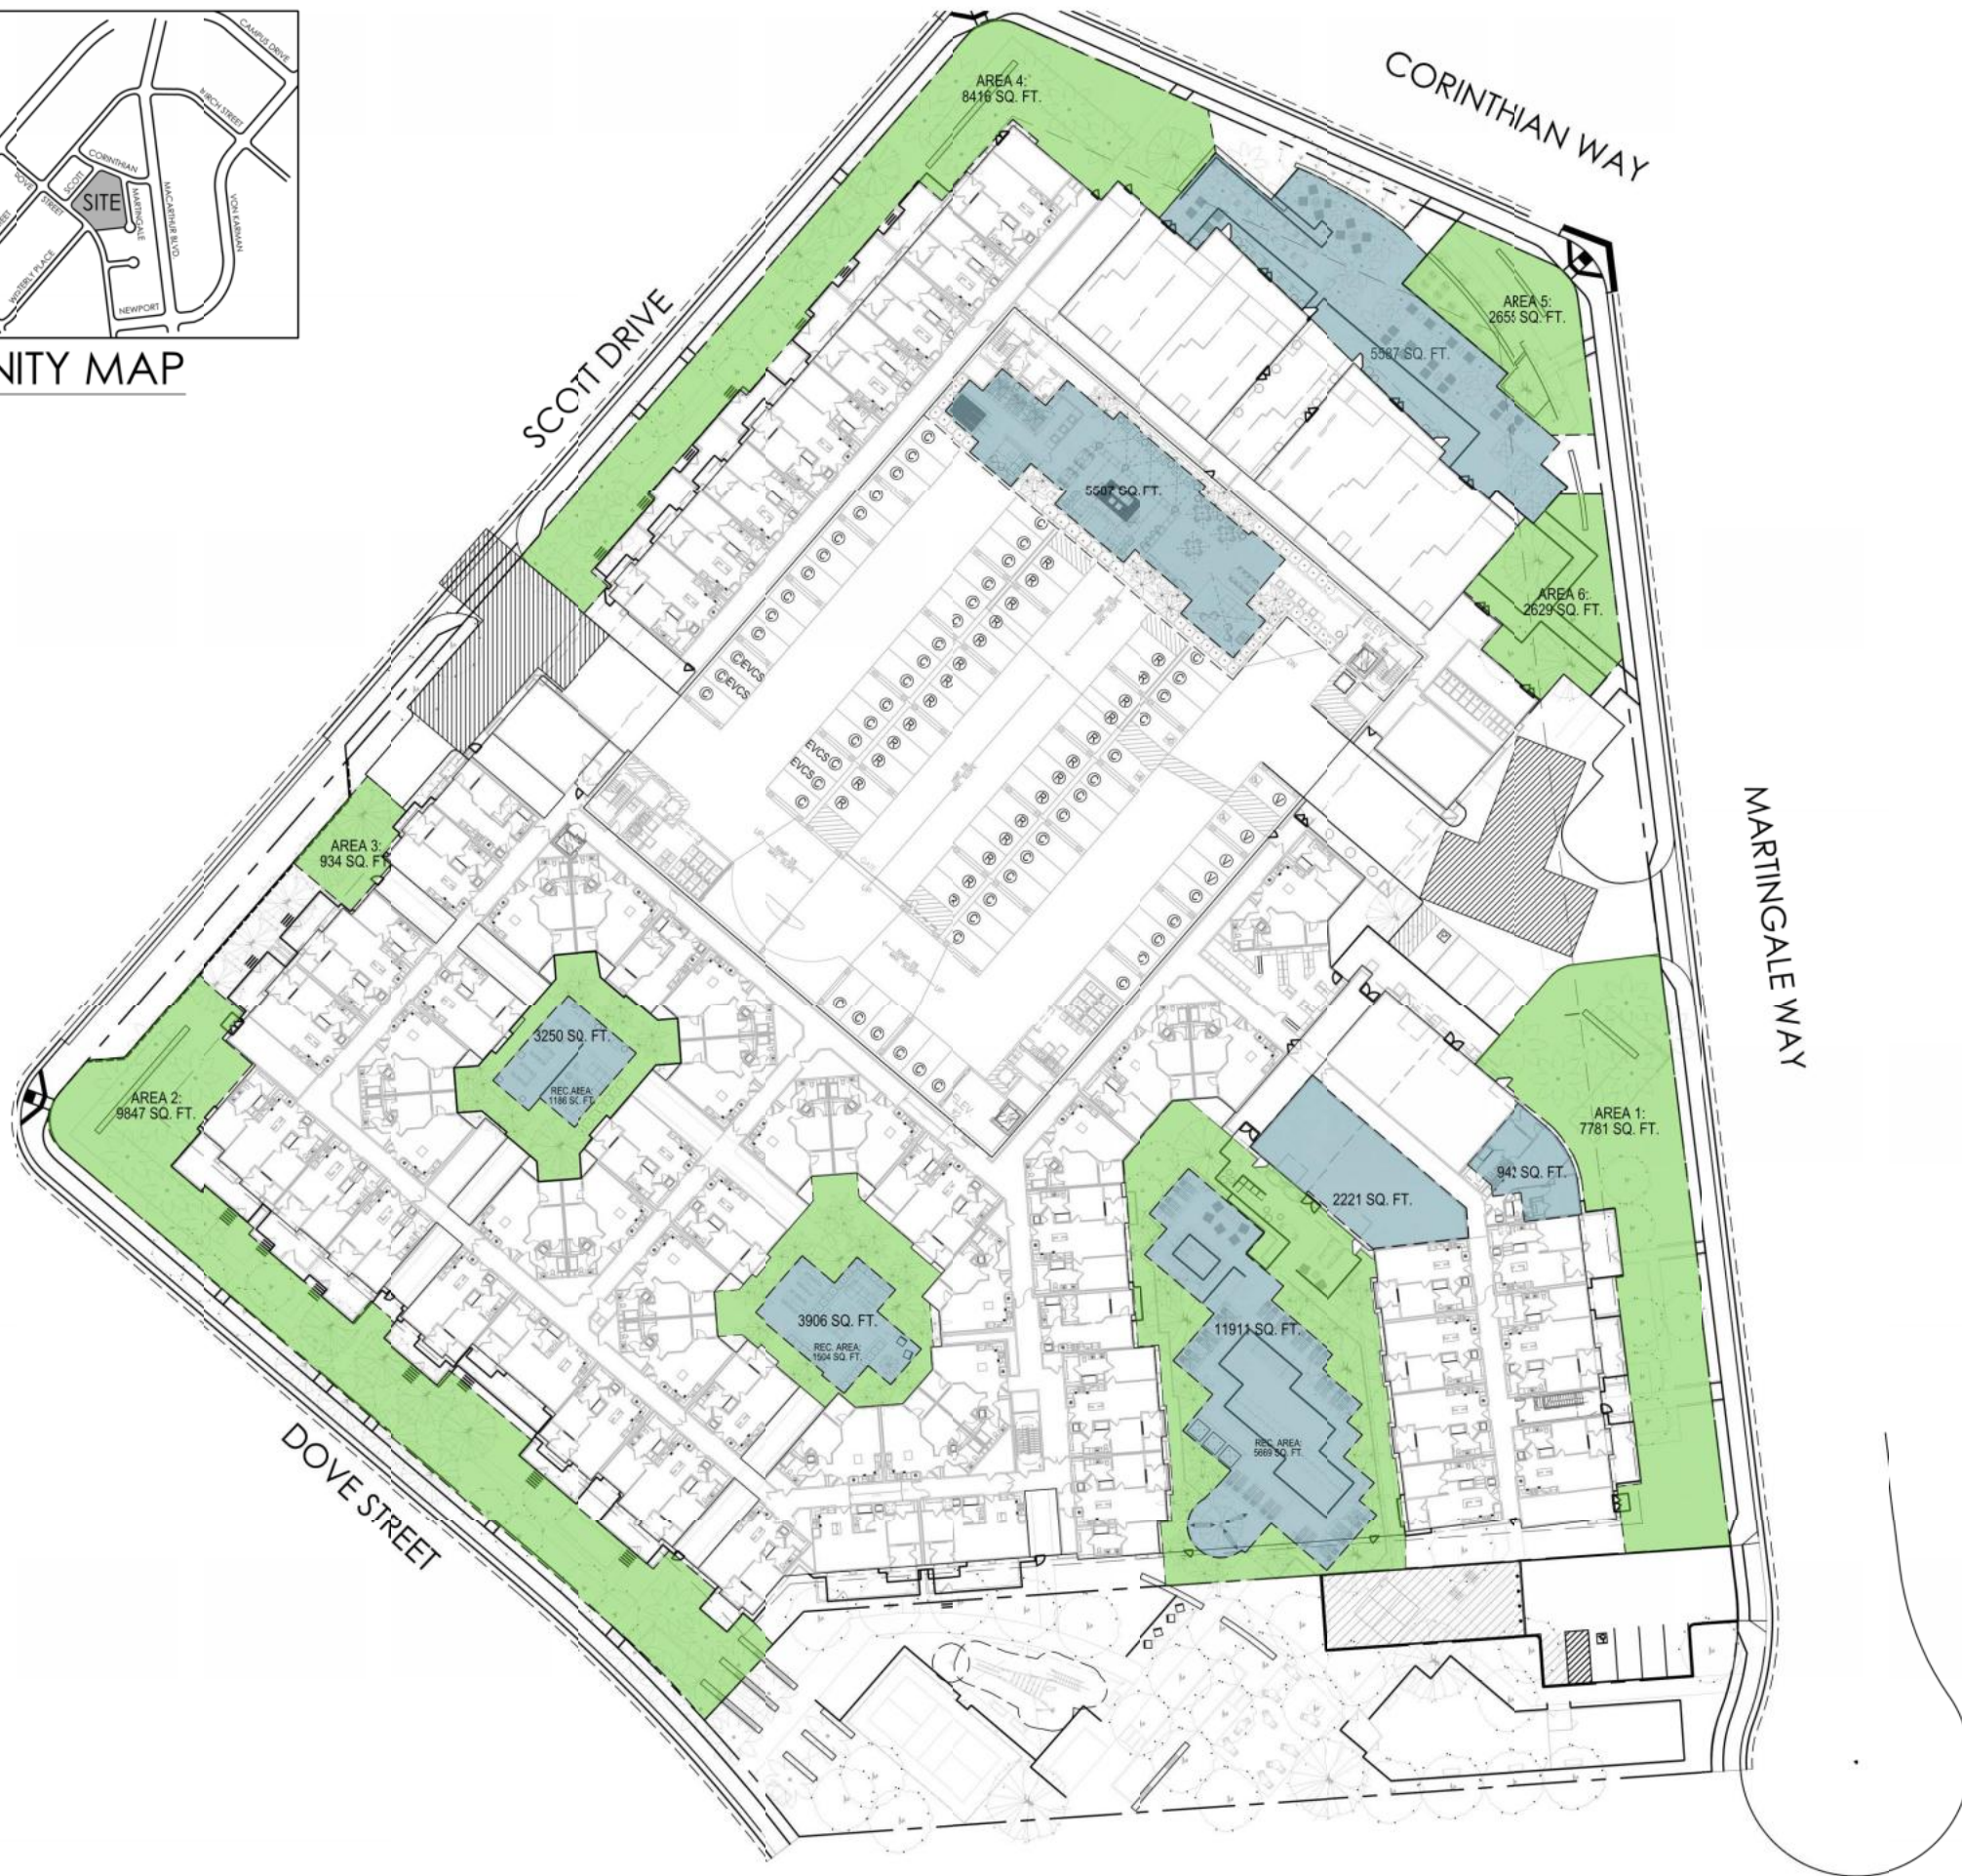 CAMPUS DRIVE
BIRCH STREET
CORINTHIAN
DOVE
SCOTT
STREET
SITE
MARTINGALE
MACARTHUR BLVD
VON KARMAN
WESTERLY PLACE
NEWPORT
NITY MAP
CORINTHIAN WAY
SCOTT DRIVE
MARTINGALE WAY
DOVE STREET
AREA 4:
8416 SQ. FT.
AREA 5:
SQ. FT.
5587 SQ. FT.
5507 SQ. FT.
AREA 6:
2629 SQ. FT.
CEVCS
CEVCS
EVCS
EVCS
AREA 3:
934 SQ. FT
3250 SQ. FT.
REC. AREA:
1186 SQ. FT.
AREA 2:
9847 SQ. FT.
AREA 1:
7781 SQ. FT.
SQ. FT.
2221 SQ. FT.
3906 SQ. FT.
REC. AREA:
1504 SQ. FT.
11911 SQ. FT.
REC. AREA:
5669 SQ. FT.